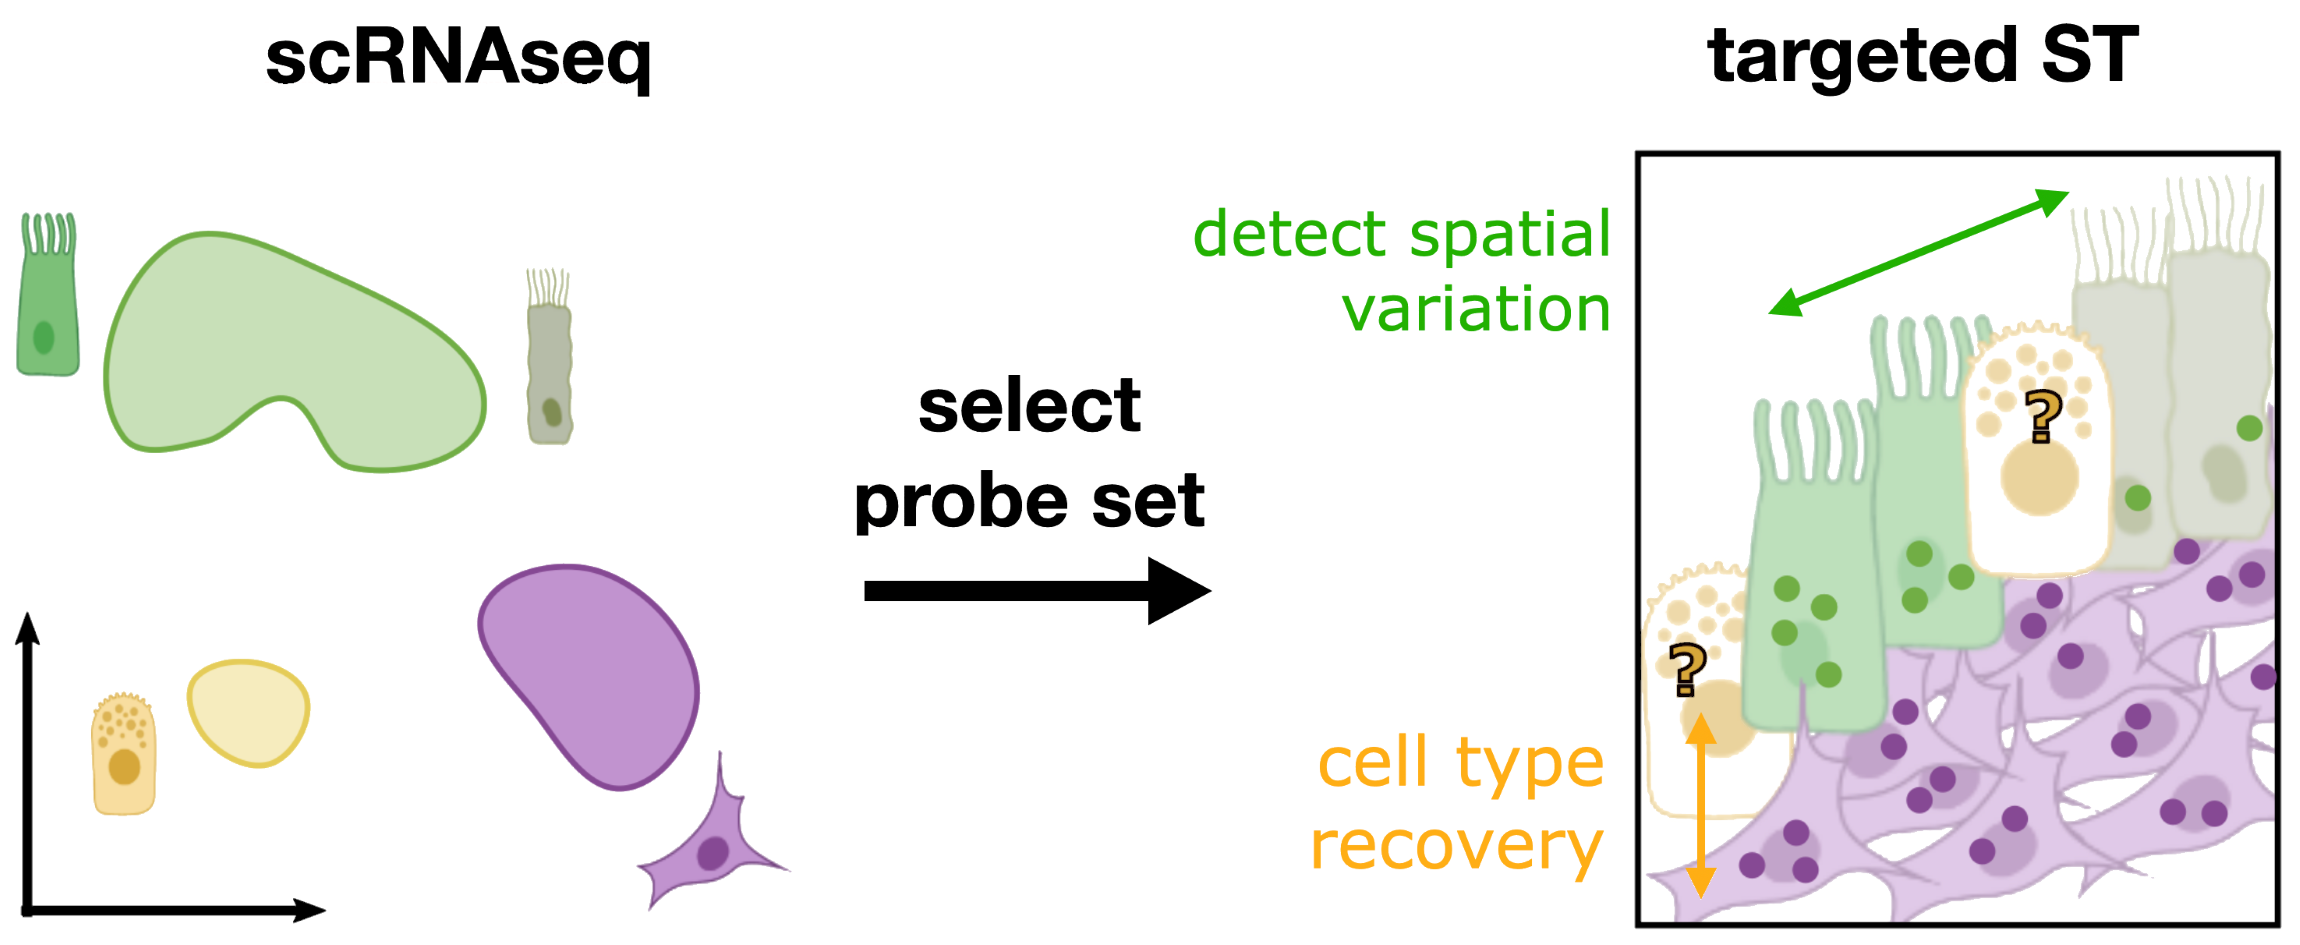 scRNAseq
select
probe set
targeted ST
detect spatial
variation
?
?
cell type
recovery